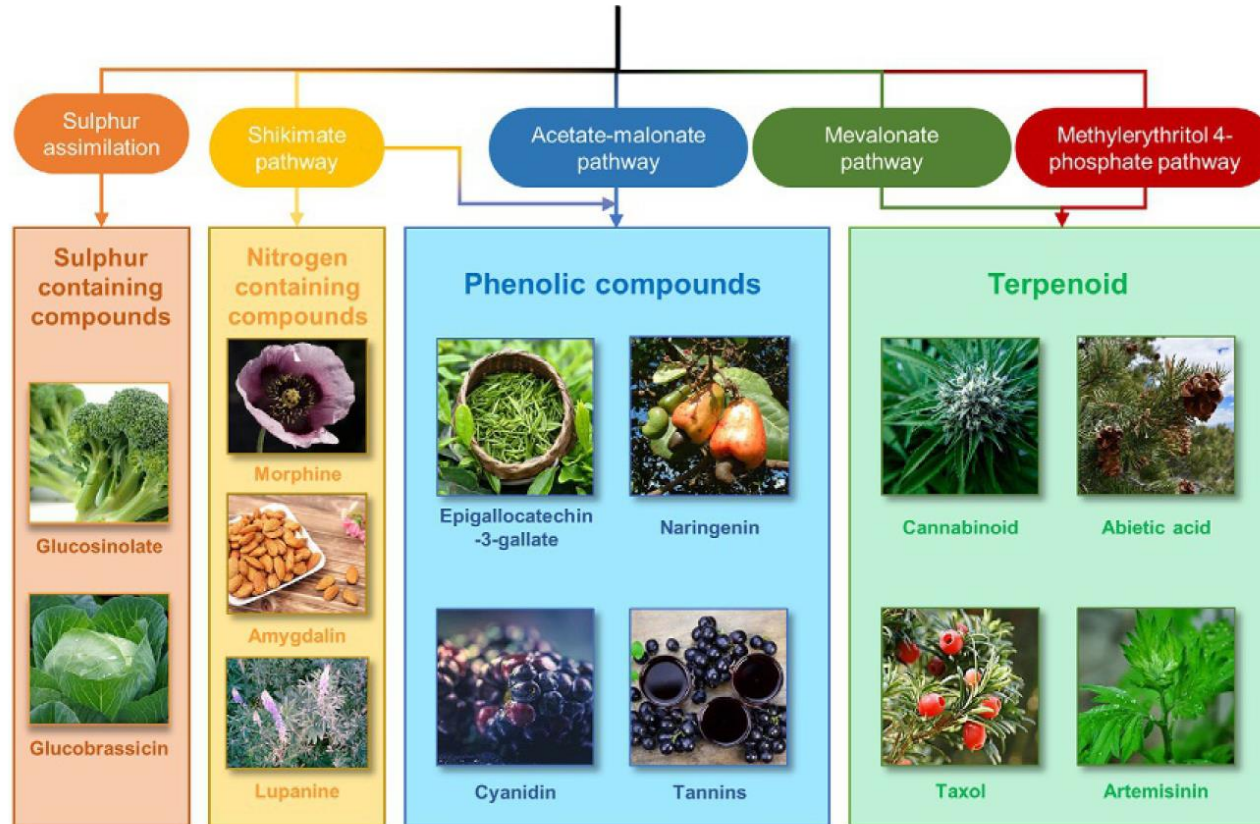 Sulphur
assimilation
Shikimate
pathway
Acetate-malonate
pathway
Mevalonate
pathway
Methylerythritol 4-
phosphate pathway
Sulphur
containing
compounds
Glucosinolate
Glucobrassicin
Nitrogen
containing
compounds
Morphine
Amygdalin
Lupanine
Phenolic compounds
Epigallocatechin
-3-gallate
Naringenin
Cyanidin
Tannins
Terpenoid
Cannabinoid
Abietic acid
Taxol
Artemisinin